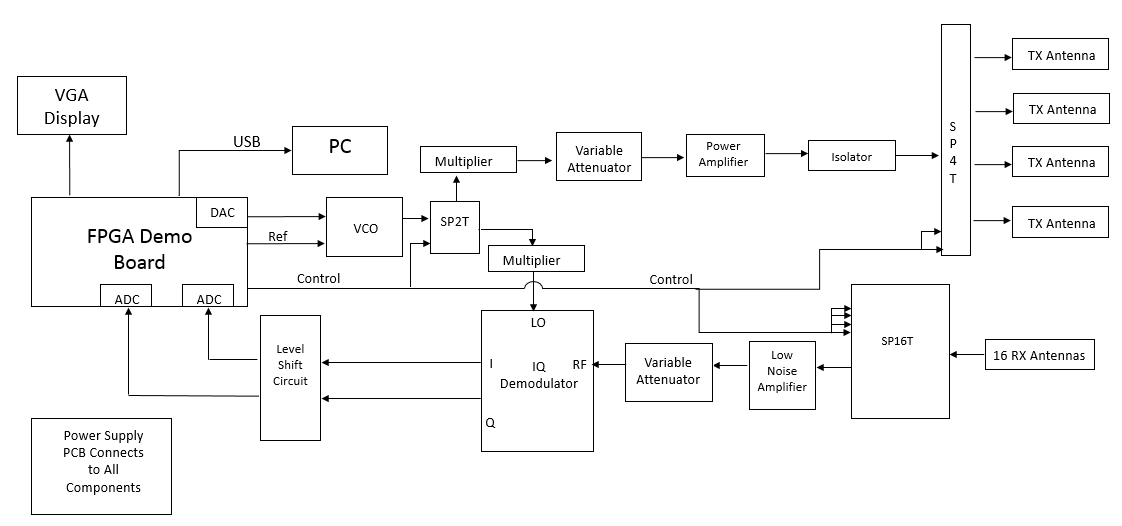 VGA
Display
USB
PC
Multiplier
Variable
Attenuator
Power
Amplifier
Isolator
S
P
4
T
TX Antenna
TX Antenna
TX Antenna
TX Antenna
DAC
FPGA Demo
Board
Ref
VCO
SP2T
Multiplier
Control
Control
ADC
ADC
Level
Shift
Circuit
LO
I
IQ
Demodulator
RF
Q
Variable
Attenuator
Low
Noise
Amplifier
SP16T
16 RX Antennas
Power Supply
PCB Connects
to All
Components